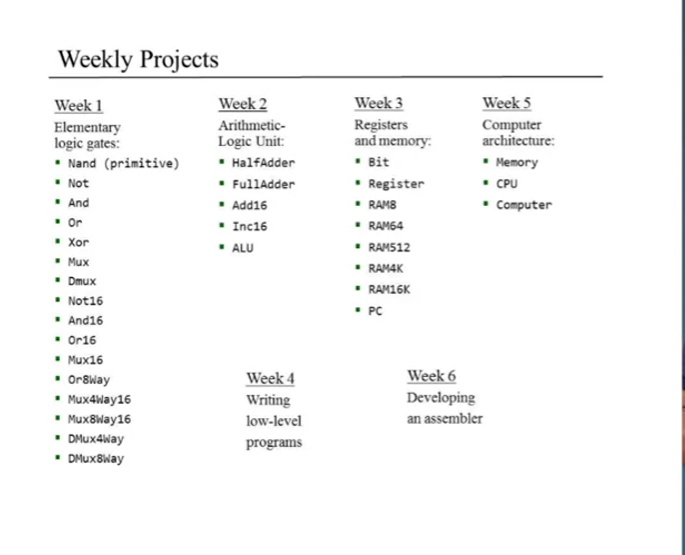 Weekly Projects
Week 1
Elementary
logic gates:
▪ Nand (primitive)
▪ Not
▪ And
▪ Or
▪ Xor
▪ Mux
▪ Dmux
▪ Not16
▪ And16
▪ Or16
▪ Mux16
▪ Or8Way
▪ Mux4Way16
▪ Mux8Way16
▪ DMux4Way
▪ DMux8Way
Week 2
Arithmetic-
Logic Unit:
▪ HalfAdder
▪ FullAdder
▪ Add16
▪ Inc16
▪ ALU
Week 3
Registers
and memory:
▪ Bit
▪ Register
▪ RAM8
▪ RAM64
▪ RAM512
▪ RAM4K
▪ RAM16K
▪ PC
Week 5
Computer
architecture:
▪ Memory
▪ CPU
▪ Computer
Week 4
Writing
low-level
programs
Week 6
Developing
an assembler